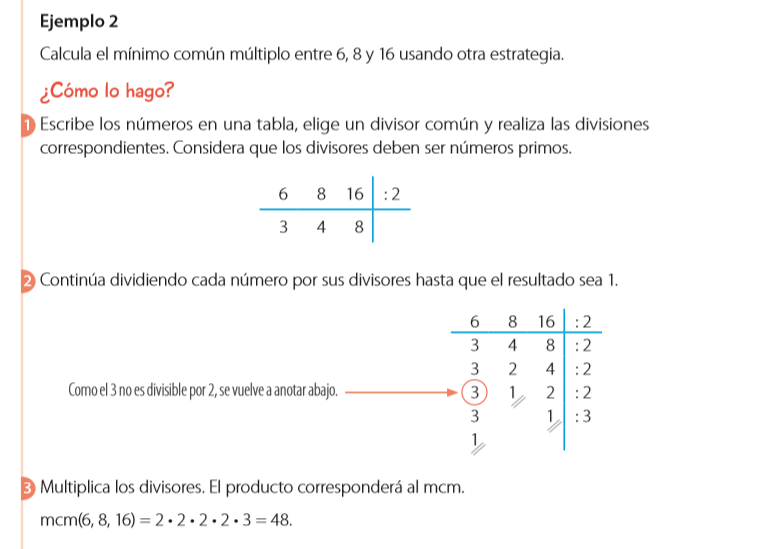 Ejemplo 2
Calcula el mínimo común múltiplo entre 6, 8 y 16 usando otra estrategia.
¿Cómo lo hago?
1 Escribe los números en una tabla, elige un divisor común y realiza las divisiones
correspondientes. Considera que los divisores deben ser números primos.
6 8 16 : 2
3 4 8
2 Continúa dividiendo cada número por sus divisores hasta que el resultado sea 1.
6 8 16 : 2
3 4 8 : 2
3 2 4 : 2
Como el 3 no es divisible por 2, se vuelve a anotar abajo.
3 1 2 : 2
3 1 : 3
1
3 Multiplica los divisores. El producto corresponderá al mcm.
mcm(6, 8, 16) = 2 • 2 • 2 • 2 • 3 = 48.